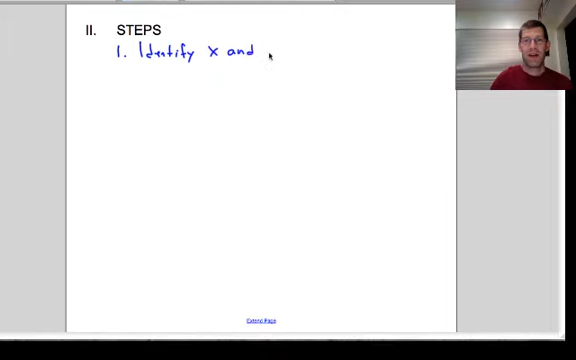 II. STEPS
1. Identify x and
Extend Page